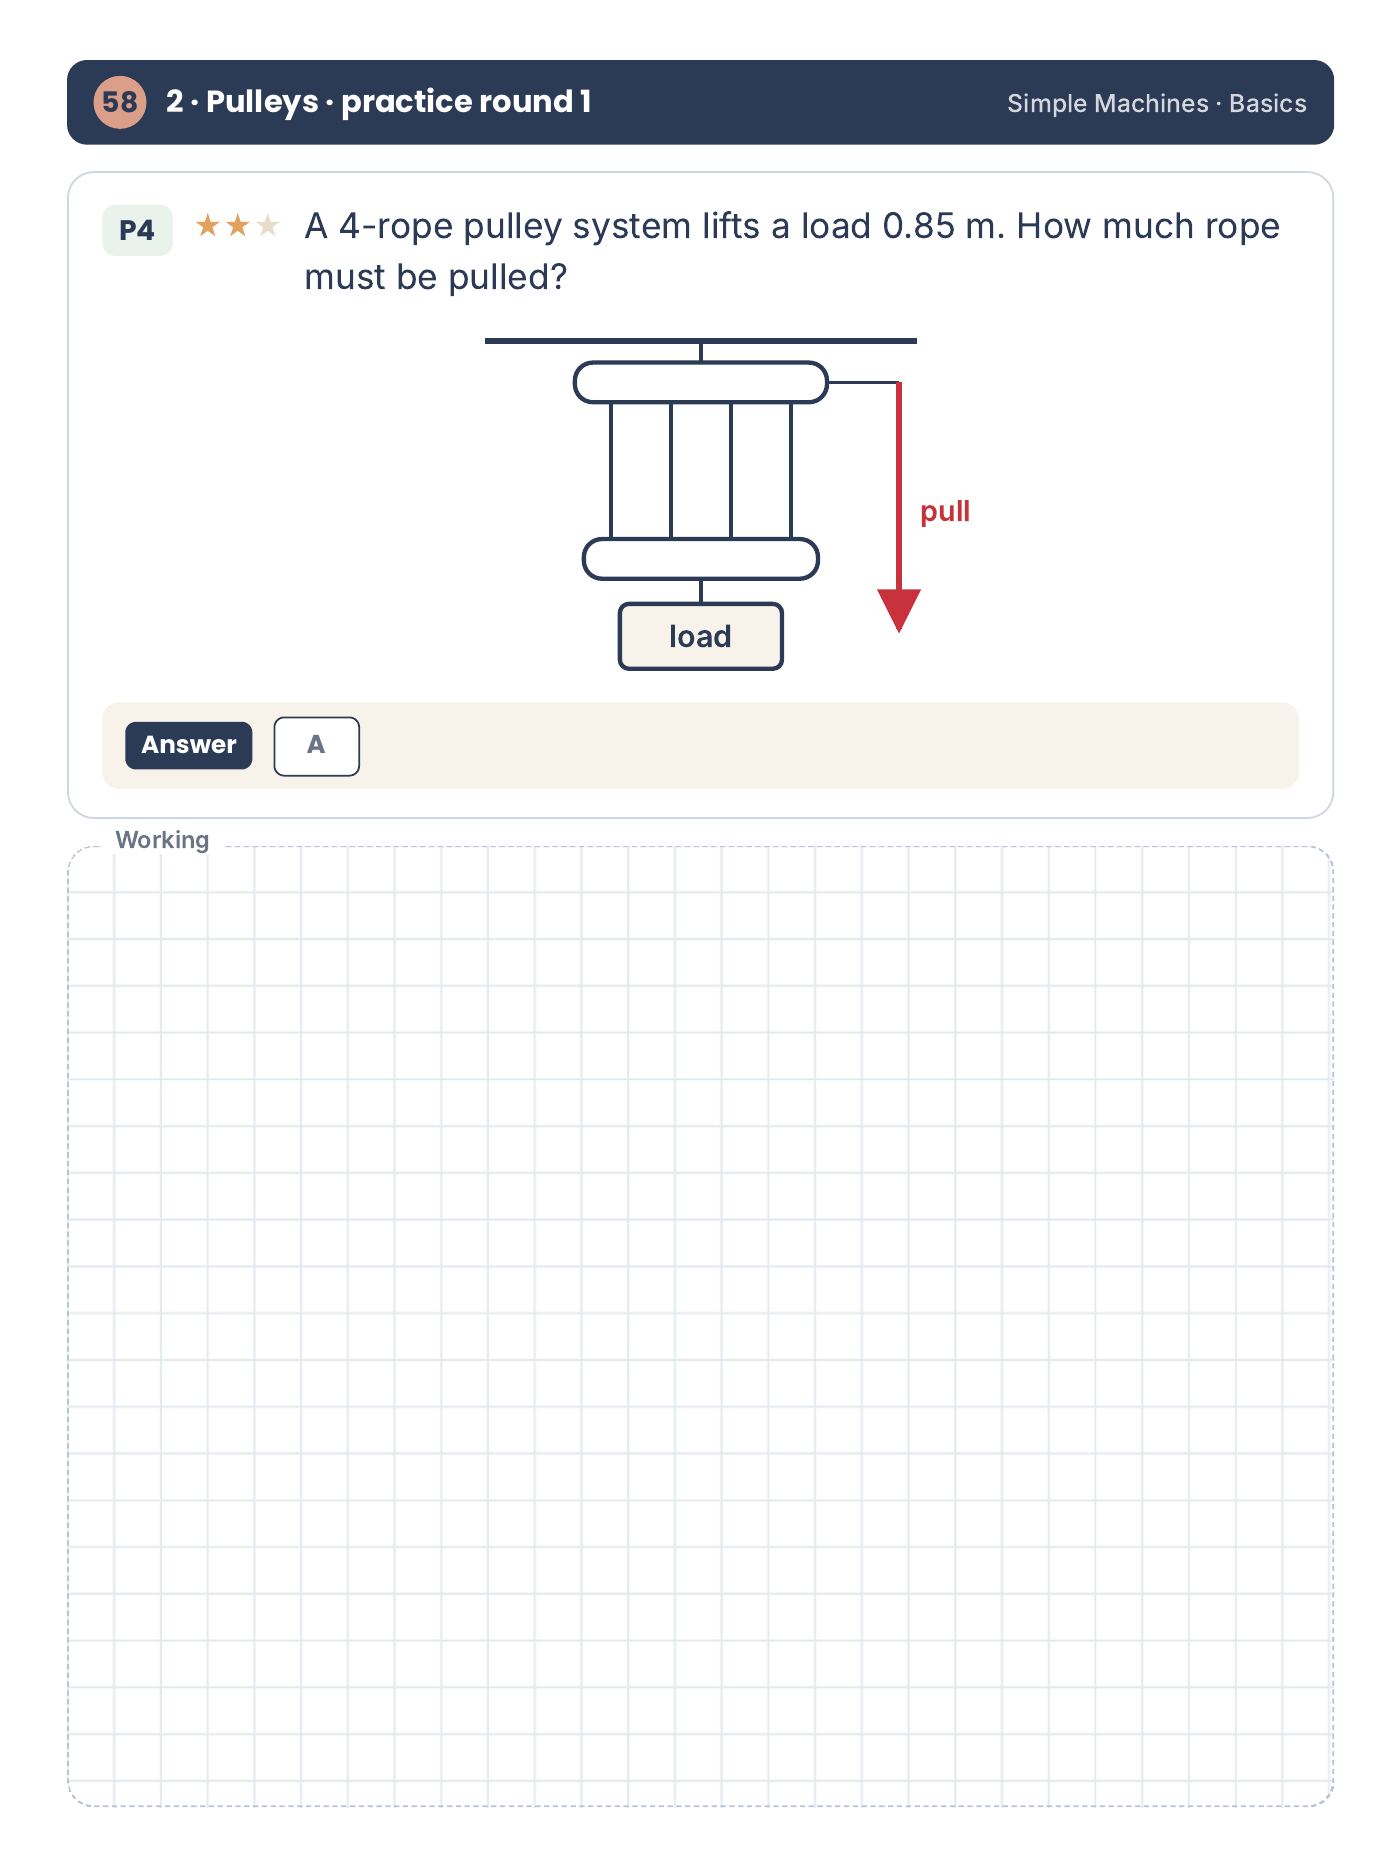 58 2 · Pulleys · practice round 1 Simple Machines · Basics
P4 ★★★ A 4-rope pulley system lifts a load 0.85 m. How much rope
must be pulled?
pull
load
Answer A
Working